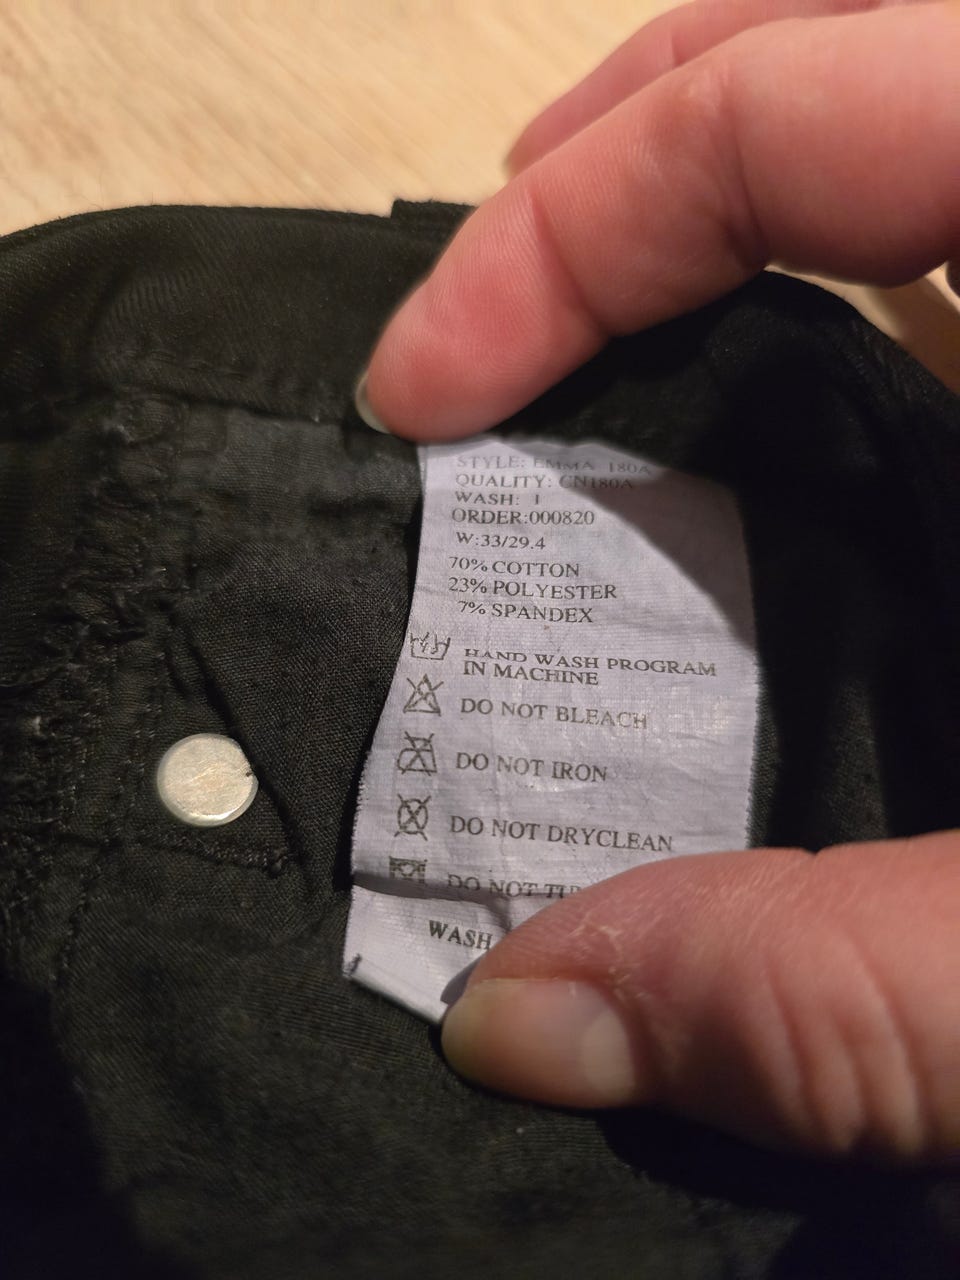 STYLE: EMMA 180A
QUALITY: CN180A
WASH: 1
ORDER:000820
W:33/29.4
70% COTTON
23% POLYESTER
7% SPANDEX
HAND WASH PROGRAM
IN MACHINE
DO NOT BLEACH
DO NOT IRON
DO NOT DRYCLEAN
DO NOT
WASH